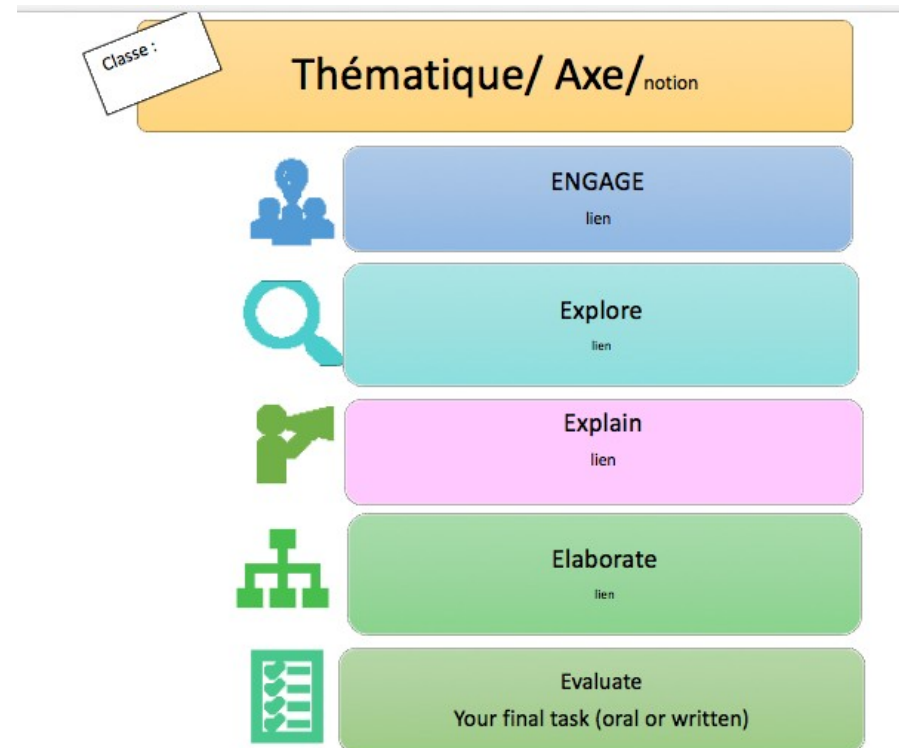 Classe :
Thématique/ Axe/notion
ENGAGE
lien
Explore
lien
Explain
lien
Elaborate
lien
Evaluate
Your final task (oral or written)